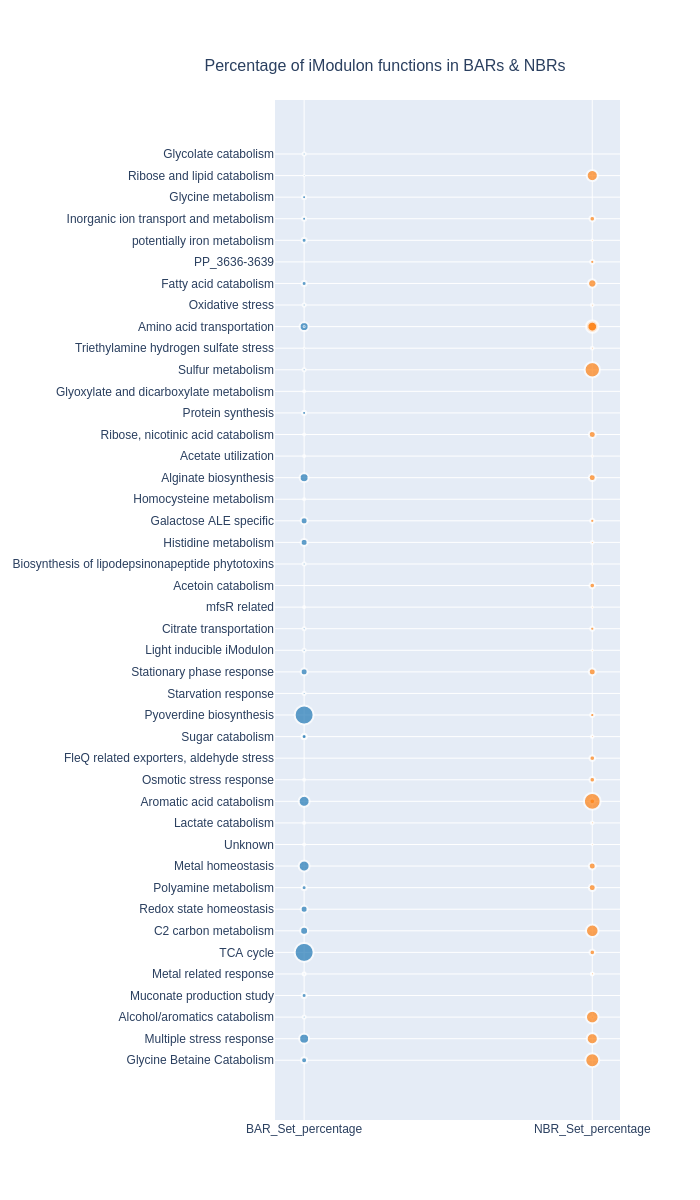 Percentage of iModulon functions in BARs & NBRs
Glycolate catabolism
Ribose and lipid catabolism
Glycine metabolism
Inorganic ion transport and metabolism
potentially iron metabolism
PP_3636-3639
Fatty acid catabolism
Oxidative stress
Amino acid transportation
Triethylamine hydrogen sulfate stress
Sulfur metabolism
Glyoxylate and dicarboxylate metabolism
Protein synthesis
Ribose, nicotinic acid catabolism
Acetate utilization
Alginate biosynthesis
Homocysteine metabolism
Galactose ALE specific
Histidine metabolism
Biosynthesis of lipodepsinonapeptide phytotoxins
Acetoin catabolism
mfsR related
Citrate transportation
Light inducible iModulon
Stationary phase response
Starvation response
Pyoverdine biosynthesis
Sugar catabolism
FleQ related exporters, aldehyde stress
Osmotic stress response
Aromatic acid catabolism
Lactate catabolism
Unknown
Metal homeostasis
Polyamine metabolism
Redox state homeostasis
C2 carbon metabolism
TCA cycle
Metal related response
Muconate production study
Alcohol/aromatics catabolism
Multiple stress response
Glycine Betaine Catabolism
BAR_Set_percentage
NBR_Set_percentage